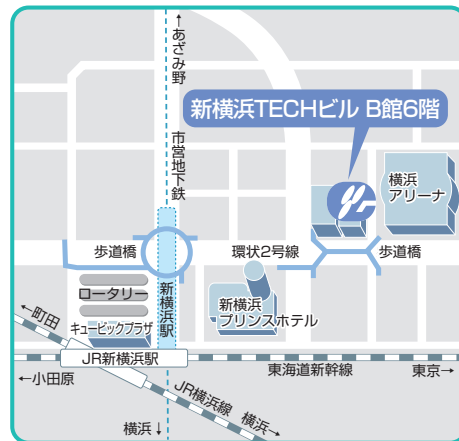 ←あざみ野
市営地下鉄
新横浜TECHビル B館6階
横浜
アリーナ
歩道橋
環状2号線
歩道橋
ロータリー
新横浜駅
新横浜
プリンスホテル
←町田
キュービックプラザ
JR新横浜駅
東海道新幹線
東京→
←小田原
JR横浜線
横浜→
横浜↓